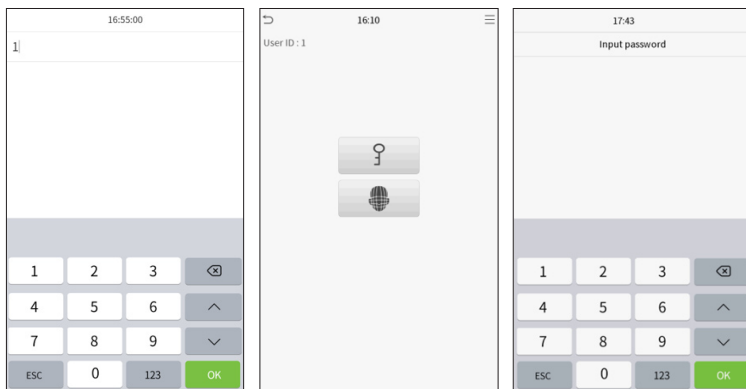 16:55:00
1
1 2 3
4 5 6
7 8 9
ESC 0 123 OK
16:10
User ID : 1
17:43
Input password
1 2 3
4 5 6
7 8 9
ESC 0 123 OK